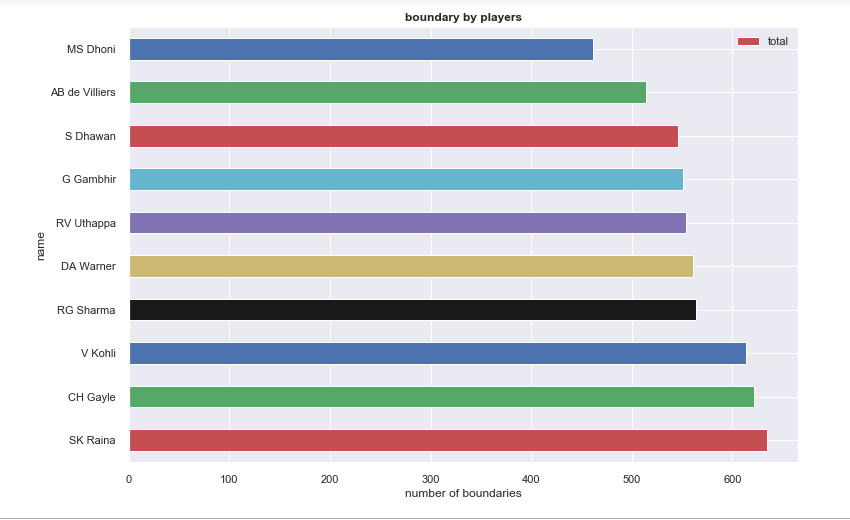 boundary by players
total
MS Dhoni
AB de Villiers
S Dhawan
G Gambhir
RV Uthappa
name
DA Warner
RG Sharma
V Kohli
CH Gayle
SK Raina
0 100 200 300 400 500 600
number of boundaries